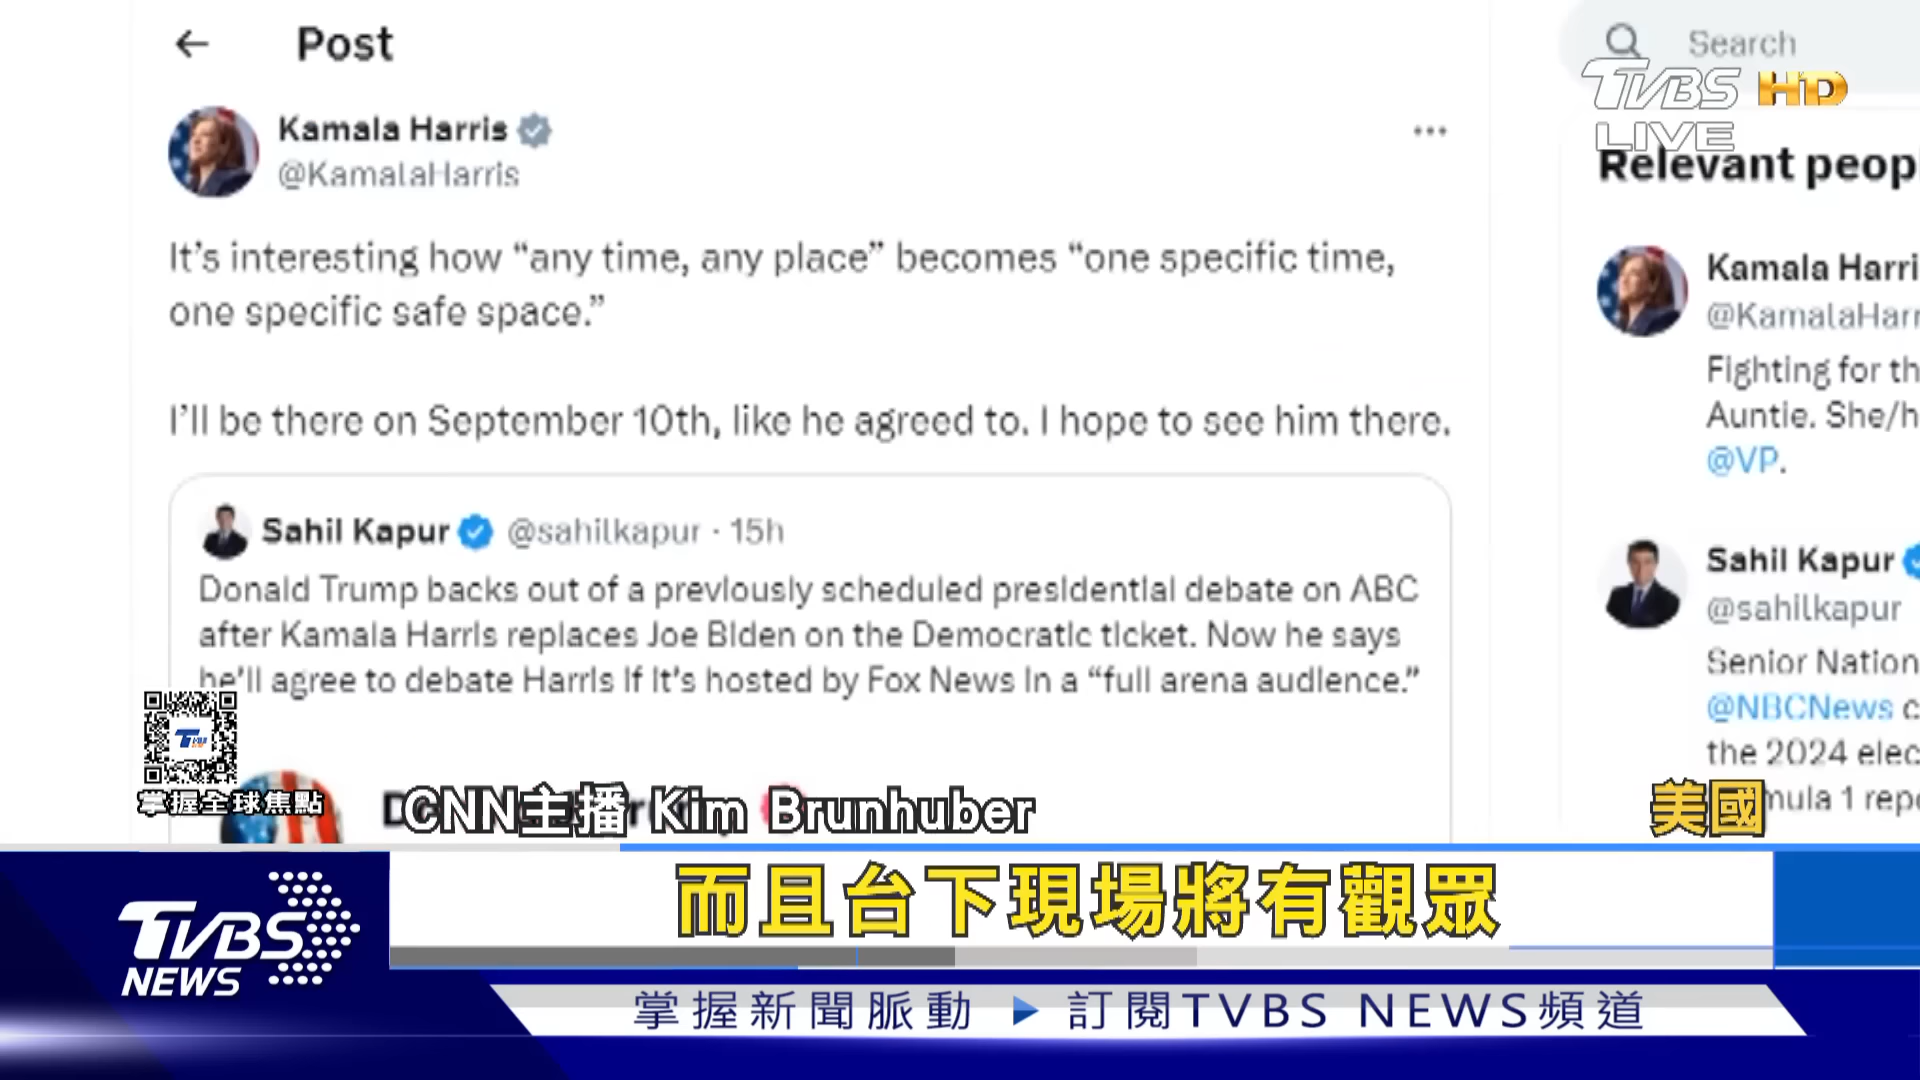 Post
Search
TVBS HD
LIVE
Kamala Harris
@KamalaHarris
It's interesting how “any time, any place” becomes “one specific time,
one specific safe space.”
I'll be there on September 10th, like he agreed to. I hope to see him there.
Sahil Kapur @sahilkapur · 15h
Donald Trump backs out of a previously scheduled presidential debate on ABC
after Kamala Harris replaces Joe Biden on the Democratic ticket. Now he says
he'll agree to debate Harris if it's hosted by Fox News in a “full arena audience.”
Relevant peop
Kamala Harri
@KamalaHarr
Fighting for th
Auntie. She/h
@VP.
Sahil Kapur
@sahilkapur
Senior Nation
@NBCNews c
the 2024 elec
mula 1 repo
TVBS
掌握全球焦點
CNN主播 Kim Brunhuber
美國
而且台下現場將有觀眾
TVBS
NEWS
掌握新聞脈動 ▶ 訂閱TVBS NEWS頻道